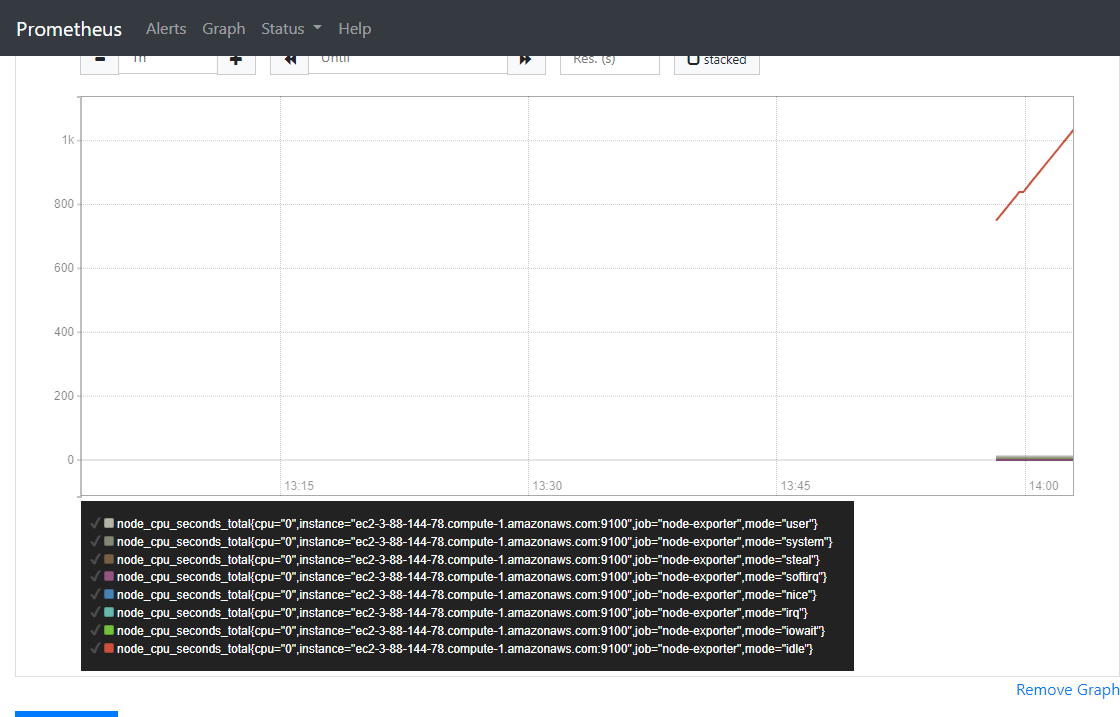 Prometheus Alerts Graph Status Help
1h Until Res. (s) stacked
1k
800
600
400
200
0
13:15 13:30 13:45 14:00
node_cpu_seconds_total{cpu="0",instance="ec2-3-88-144-78.compute-1.amazonaws.com:9100",job="node-exporter",mode="user"}
node_cpu_seconds_total{cpu="0",instance="ec2-3-88-144-78.compute-1.amazonaws.com:9100",job="node-exporter",mode="system"}
node_cpu_seconds_total{cpu="0",instance="ec2-3-88-144-78.compute-1.amazonaws.com:9100",job="node-exporter",mode="steal"}
node_cpu_seconds_total{cpu="0",instance="ec2-3-88-144-78.compute-1.amazonaws.com:9100",job="node-exporter",mode="softirq"}
node_cpu_seconds_total{cpu="0",instance="ec2-3-88-144-78.compute-1.amazonaws.com:9100",job="node-exporter",mode="nice"}
node_cpu_seconds_total{cpu="0",instance="ec2-3-88-144-78.compute-1.amazonaws.com:9100",job="node-exporter",mode="irq"}
node_cpu_seconds_total{cpu="0",instance="ec2-3-88-144-78.compute-1.amazonaws.com:9100",job="node-exporter",mode="iowait"}
node_cpu_seconds_total{cpu="0",instance="ec2-3-88-144-78.compute-1.amazonaws.com:9100",job="node-exporter",mode="idle"}
Remove Graph